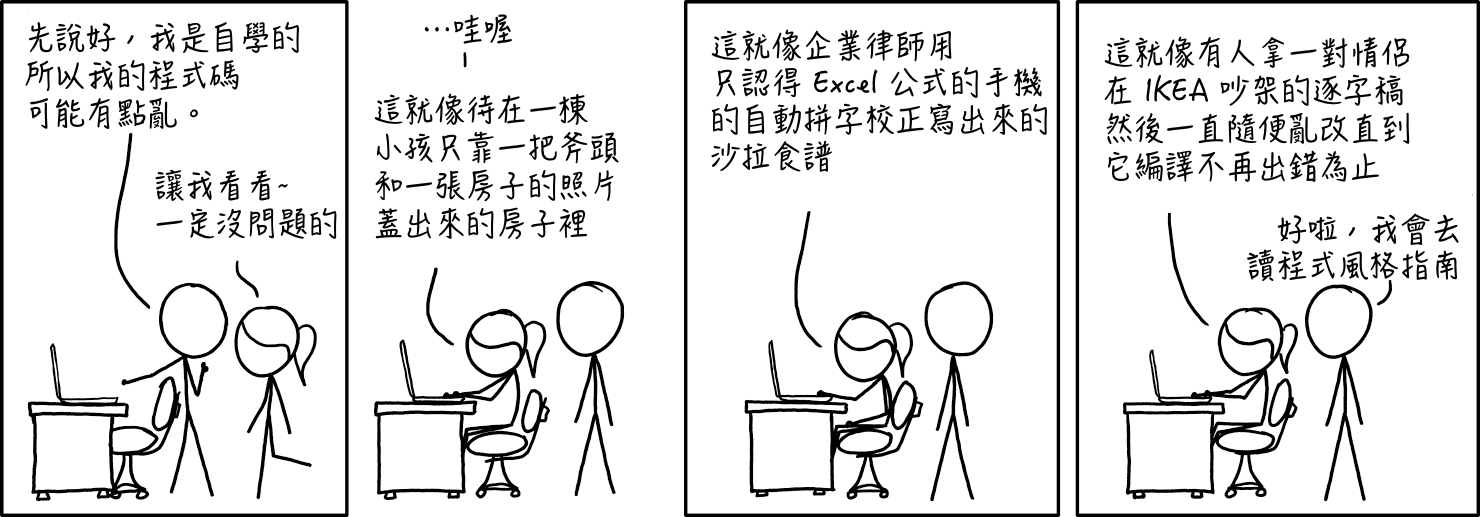 先說好，我是自學的
所以我的程式碼
可能有點亂。
讓我看看~
一定沒問題的
…哇喔
這就像待在一棟
小孩只靠一把斧頭
和一張房子的照片
蓋出來的房子裡
這就像企業律師用
只認得 Excel 公式的手機
的自動拼字校正寫出來的
沙拉食譜
這就像有人拿一對情侶
在 IKEA 吵架的逐字稿
然後一直隨便亂改直到
它編譯不再出錯為止
好啦，我會去
讀程式風格指南